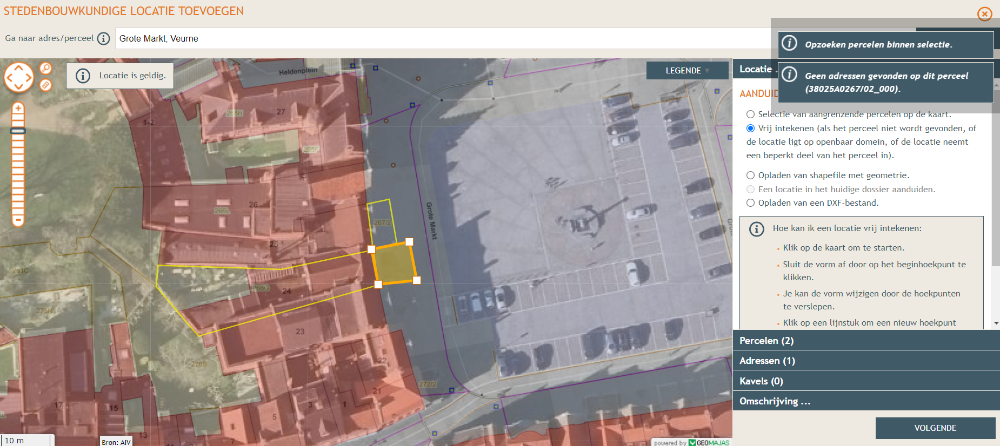 STEDENBOUWKUNDIGE LOCATIE TOEVOEGEN
Ga naar adres/perceel
Grote Markt, Veurne
Opzoeken percelen binnen selectie.
Geen adressen gevonden op dit perceel
(38025A0267/02_000).
Locatie is geldig.
LEGENDE
Locatie
AANDUID
Selectie van aangrenzende percelen op de kaart.
Vrij intekenen (als het perceel niet wordt gevonden, of
de locatie ligt op openbaar domein, of de locatie neemt
een beperkt deel van het perceel in).
Opladen van shapefile met geometrie.
Een locatie in het huidige dossier aanduiden.
Opladen van een DXF-bestand.
Hoe kan ik een locatie vrij intekenen:
Klik op de kaart om te starten.
Sluit de vorm af door op het beginhoekpunt te
klikken.
Je kan de vorm wijzigen door de hoekpunten
te verslepen.
Klik op een lijnstuk om een nieuw hoekpunt
Percelen (2)
Adressen (1)
Kavels (0)
Omschrijving ...
VOLGENDE
Heldenplein
265H
27
1-2
265F
266L
26
267/2
Grote Markt
25
268G
24
275N
23
276B
22
272/2
21
17
15
3
1
5
13
11
7
10 m
Bron: AIV
powered by GEOMAJAS